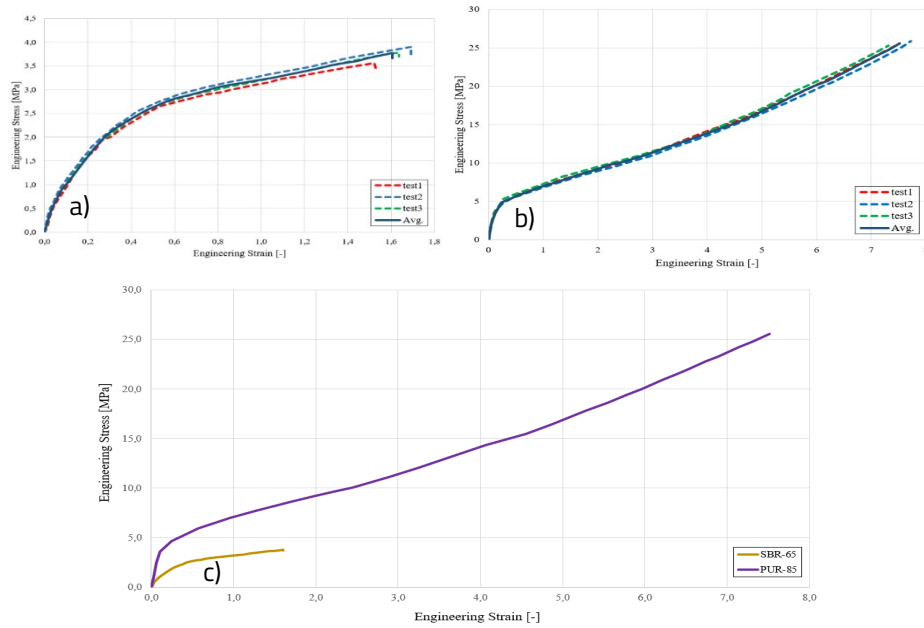 4,5
4,0
3,5
3,0
2,5
2,0
1,5
1,0
0,5
0,0
Engineering Stress [MPa]
0,0 0,2 0,4 0,6 0,8 1,0 1,2 1,4 1,6 1,8
Engineering Strain [-]
test1
test2
test3
Avg.
a)
30
25
20
15
10
5
0
Engineering Stress [MPa]
0 1 2 3 4 5 6 7
Engineering Strain [-]
test1
test2
test3
Avg.
b)
30,0
25,0
20,0
15,0
10,0
5,0
0,0
Engineering Stress [MPa]
0,0 1,0 2,0 3,0 4,0 5,0 6,0 7,0 8,0
Engineering Strain [-]
SBR-65
PUR-85
c)